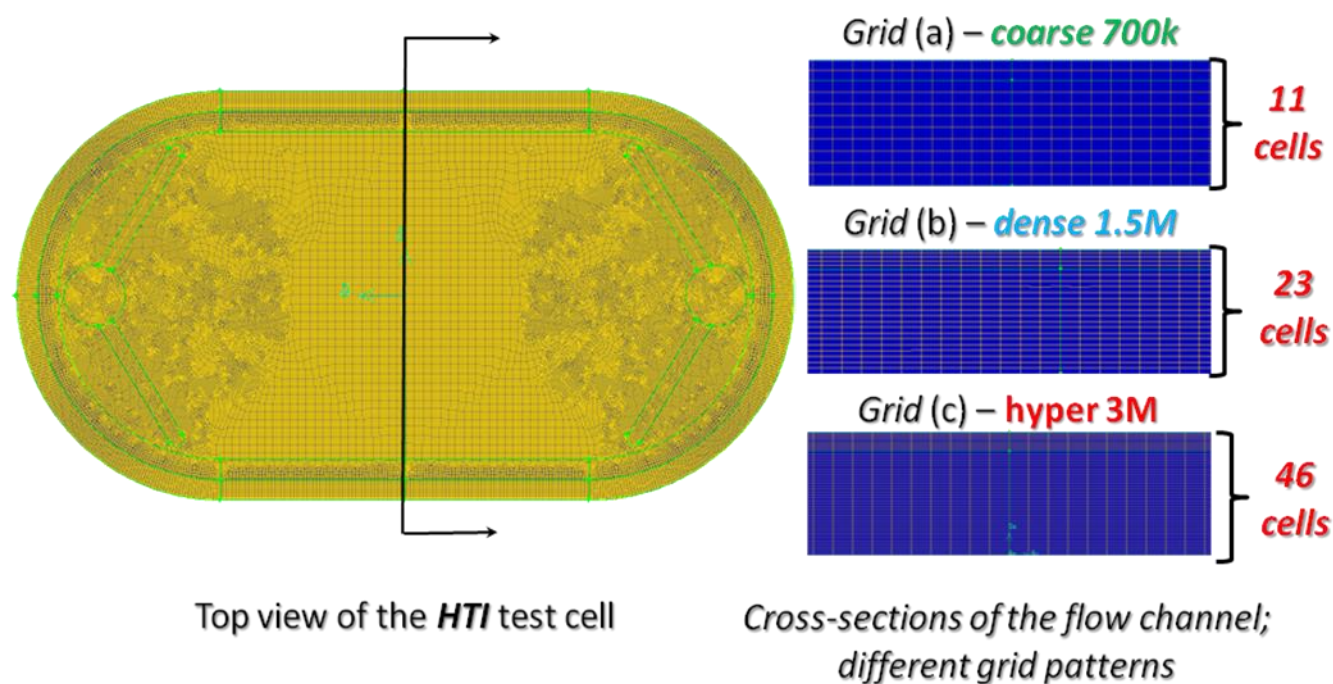 Grid (a) – coarse 700k
11
cells
Grid (b) – dense 1.5M
23
cells
Grid (c) – hyper 3M
46
cells
Top view of the HTI test cell
Cross-sections of the flow channel;
different grid patterns